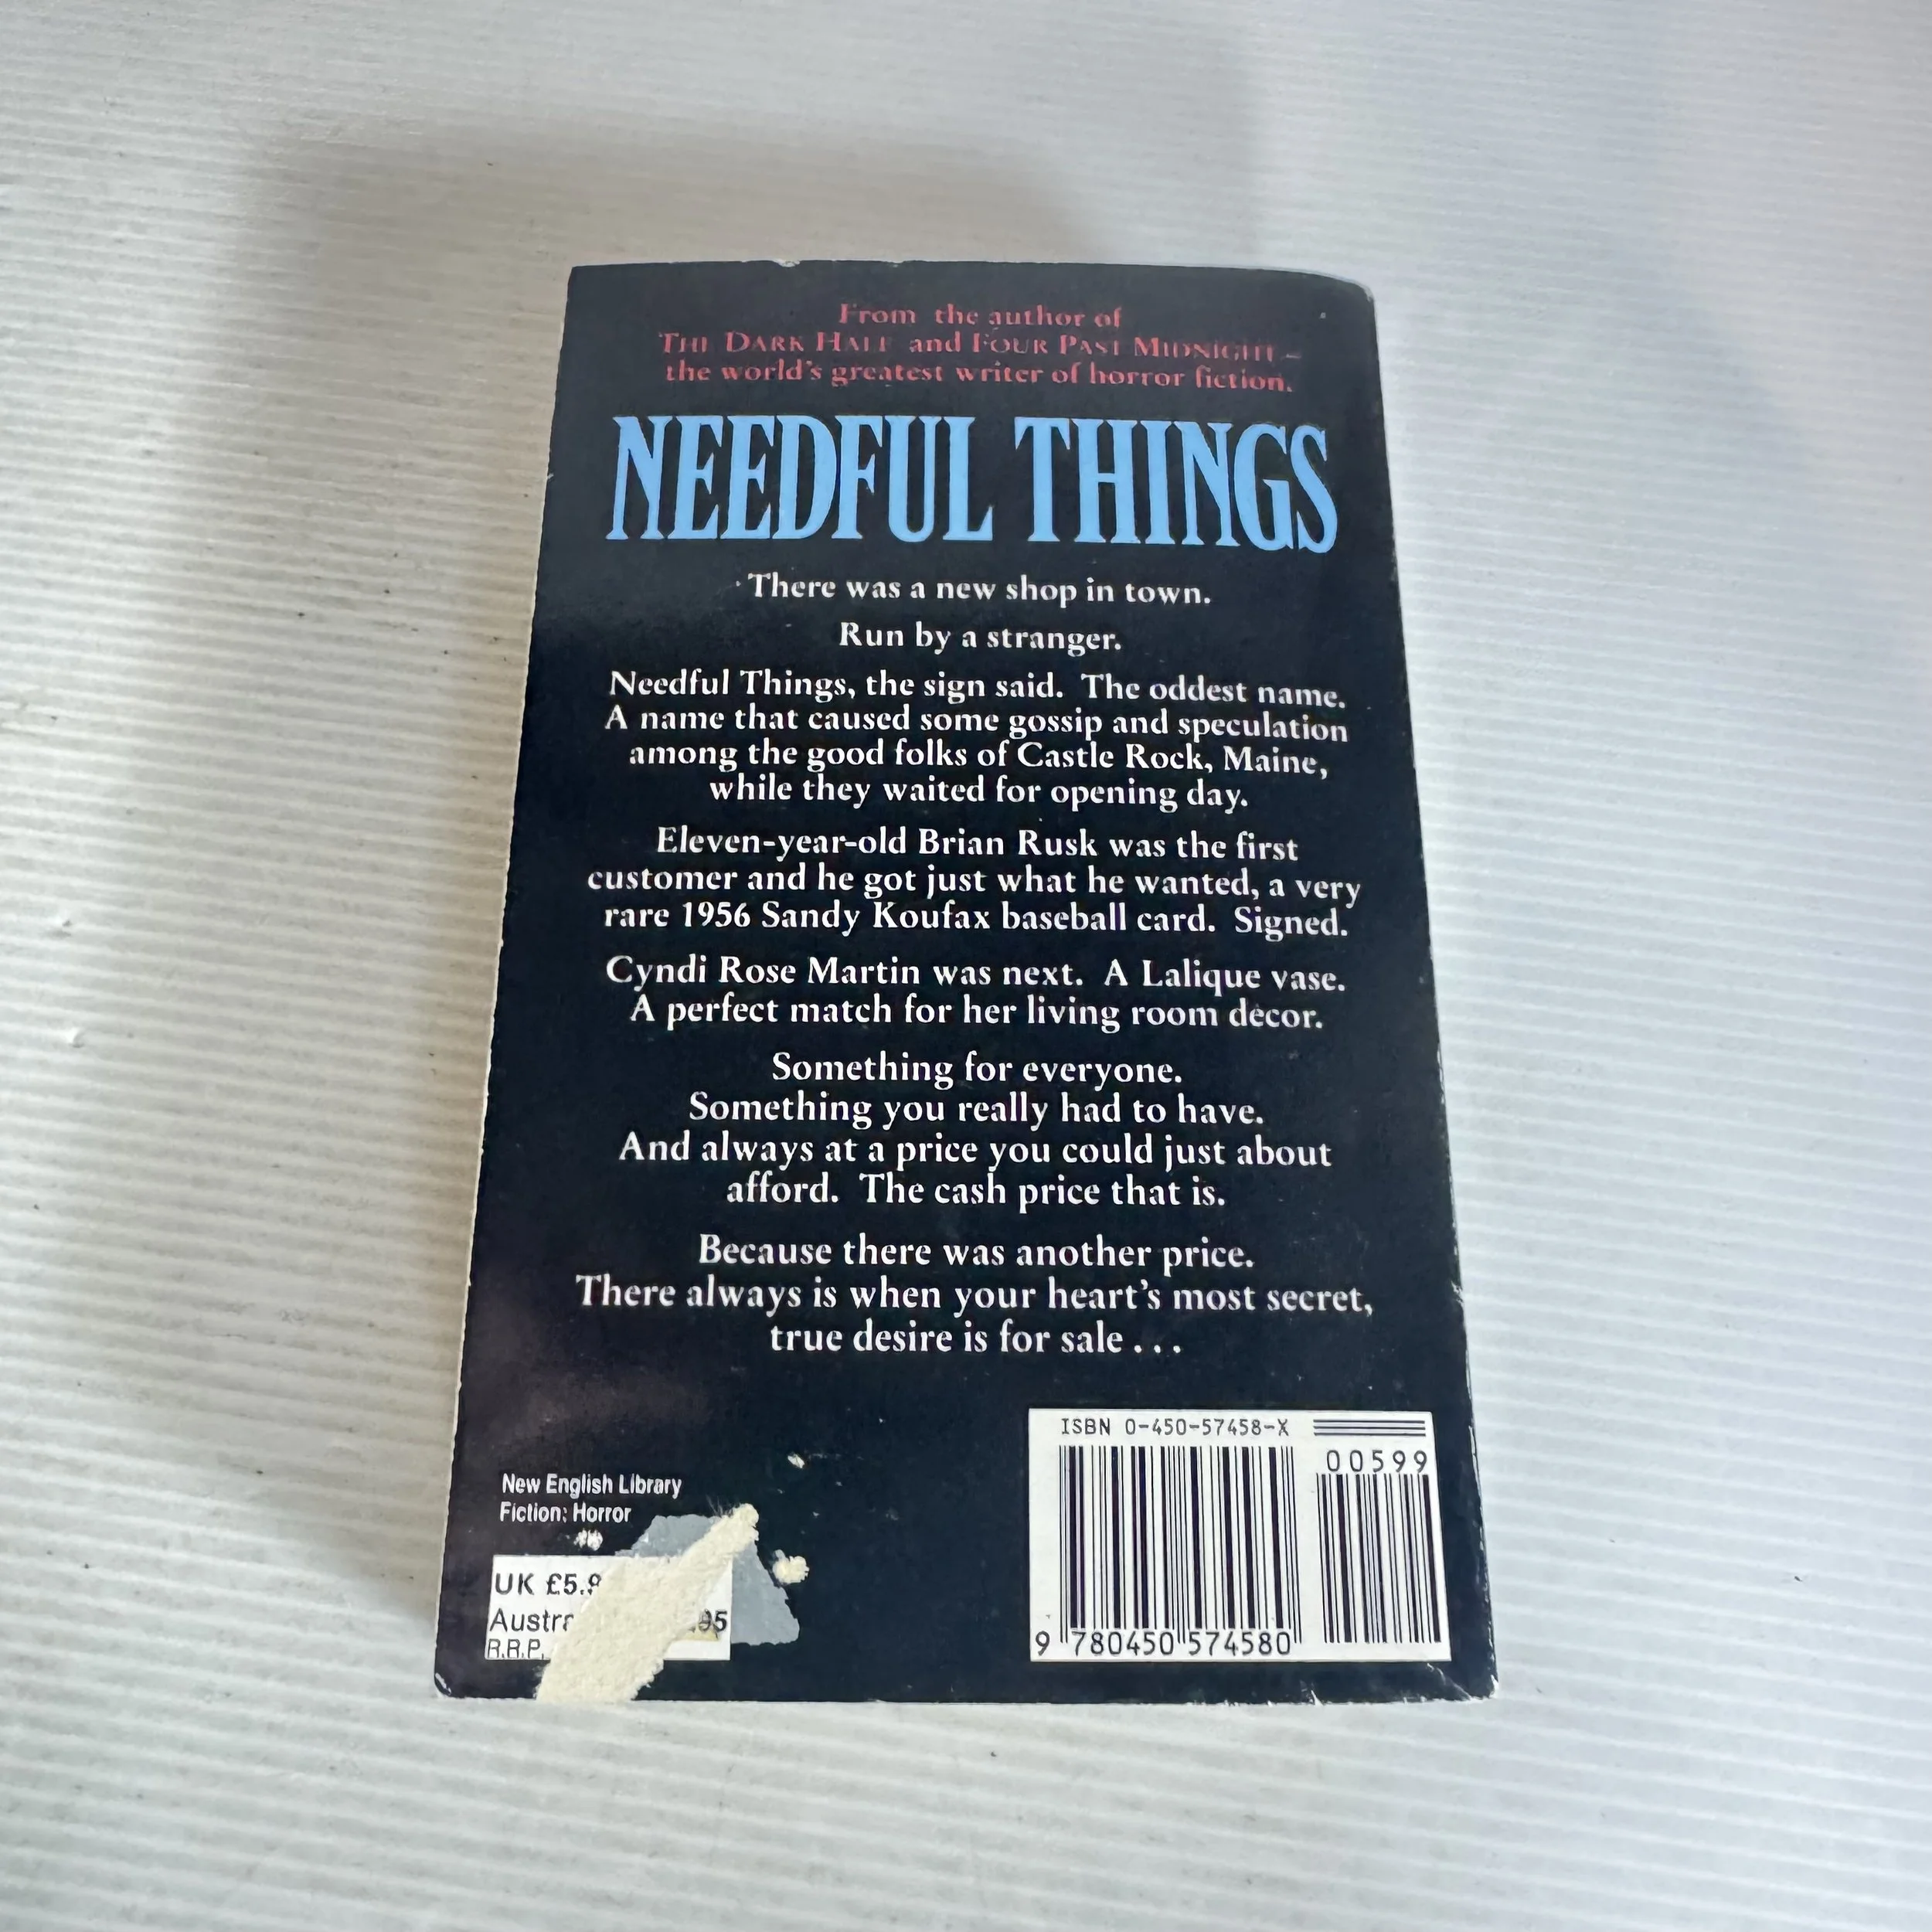 From the author of
THE DARK HALF and FOUR PAST MIDNIGHT –
the world's greatest writer of horror fiction.
NEEDFUL THINGS
There was a new shop in town.
Run by a stranger.
Needful Things, the sign said. The oddest name.
A name that caused some gossip and speculation
among the good folks of Castle Rock, Maine,
while they waited for opening day.
Eleven-year-old Brian Rusk was the first
customer and he got just what he wanted, a very
rare 1956 Sandy Koufax baseball card. Signed.
Cyndi Rose Martin was next. A Lalique vase.
A perfect match for her living room décor.
Something for everyone.
Something you really had to have.
And always at a price you could just about
afford. The cash price that is.
Because there was another price.
There always is when your heart's most secret,
true desire is for sale . . .
New English Library
Fiction: Horror
UK £5.9
Austra 95
R.R.P.
ISBN 0-450-57458-X
00599
9 780450 574580